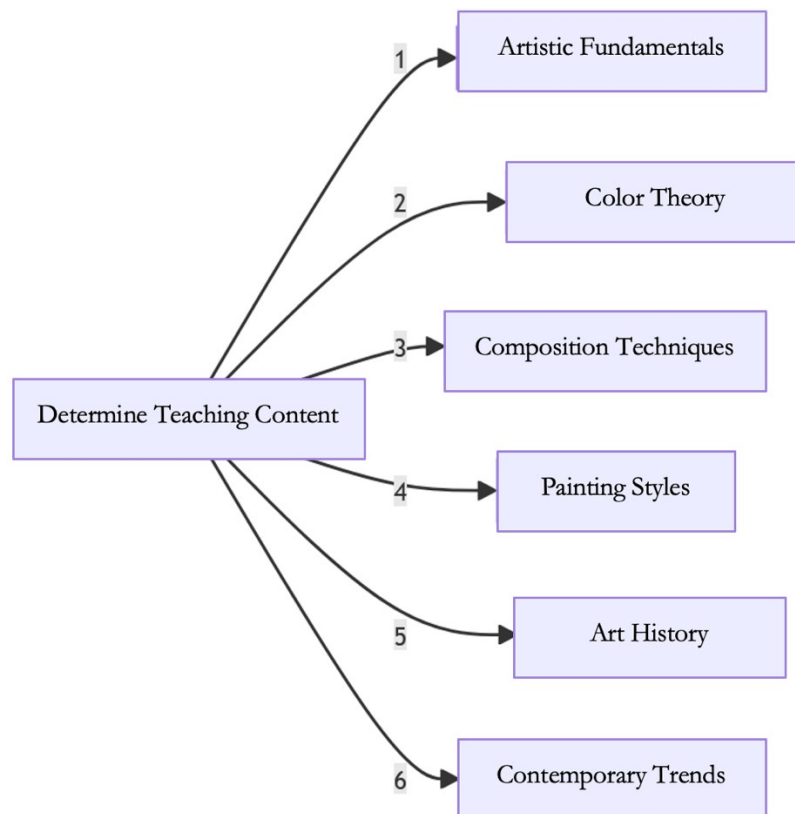 1
Artistic Fundamentals
2
Color Theory
3
Composition Techniques
Determine Teaching Content
4
Painting Styles
5
Art History
6
Contemporary Trends